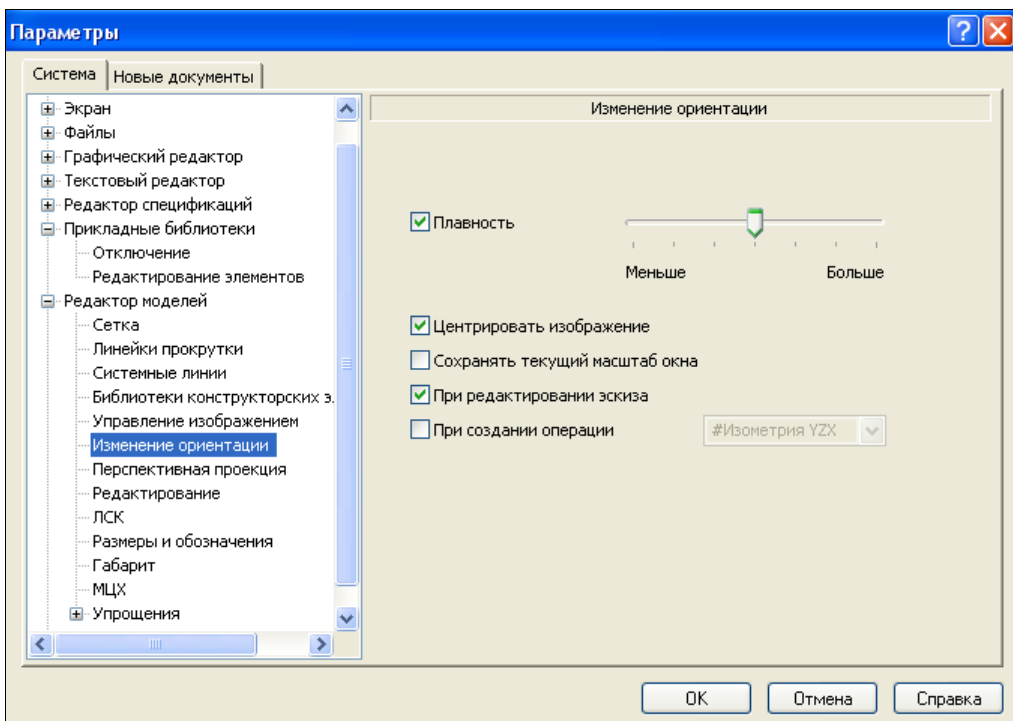 Параметры
Система
Новые документы
Экран
Файлы
Графический редактор
Текстовый редактор
Редактор спецификаций
Прикладные библиотеки
Отключение
Редактирование элементов
Редактор моделей
Сетка
Линейки прокрутки
Системные линии
Библиотеки конструкторских э.
Управление изображением
Изменение ориентации
Перспективная проекция
Редактирование
ЛСК
Размеры и обозначения
Габарит
МЦХ
Упрощения
Изменение ориентации
Плавность
Меньше Больше
Центрировать изображение
Сохранять текущий масштаб окна
При редактировании эскиза
При создании операции #Изометрия YZX
OK Отмена Справка